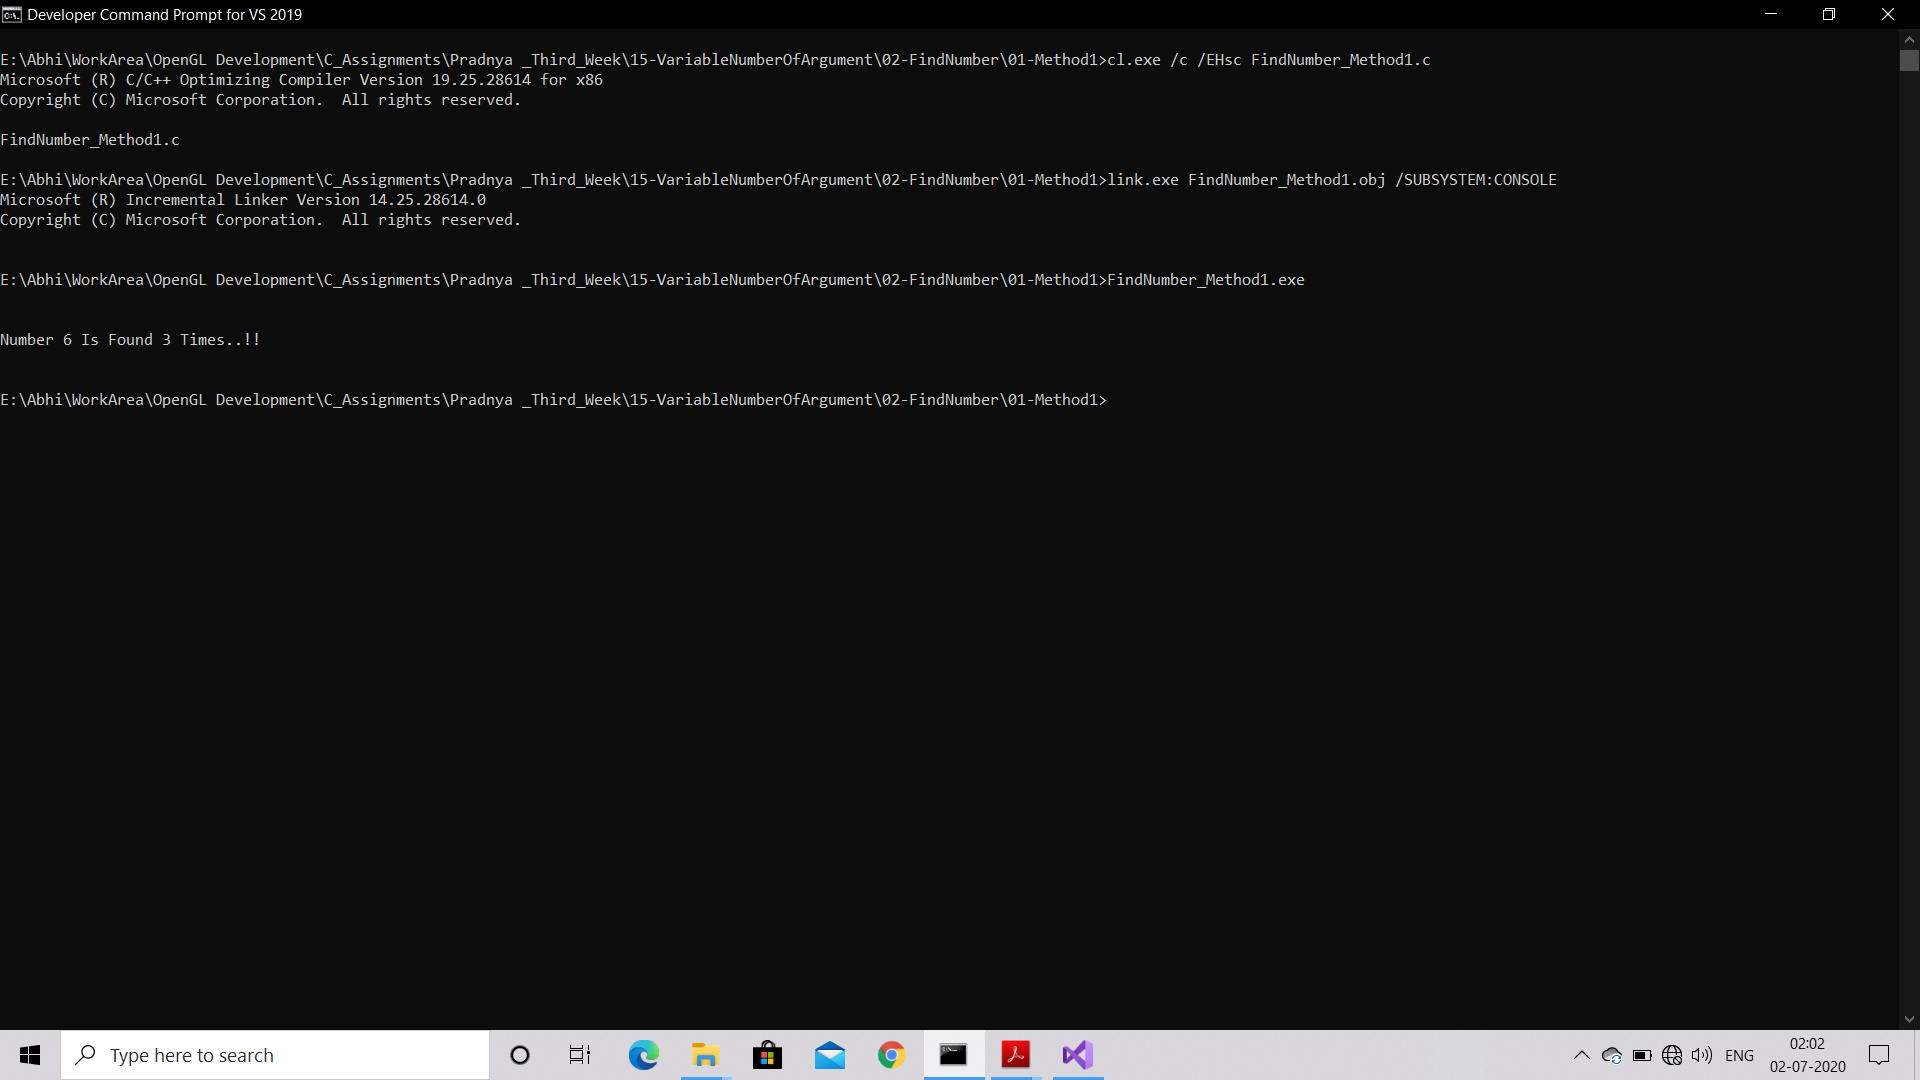 Developer Command Prompt for VS 2019
E:\Abhi\WorkArea\OpenGL Development\C_Assignments\Pradnya _Third_Week\15-VariableNumberOfArgument\02-FindNumber\01-Method1>cl.exe /c /EHsc FindNumber_Method1.c
Microsoft (R) C/C++ Optimizing Compiler Version 19.25.28614 for x86
Copyright (C) Microsoft Corporation.  All rights reserved.
FindNumber_Method1.c
E:\Abhi\WorkArea\OpenGL Development\C_Assignments\Pradnya _Third_Week\15-VariableNumberOfArgument\02-FindNumber\01-Method1>link.exe FindNumber_Method1.obj /SUBSYSTEM:CONSOLE
Microsoft (R) Incremental Linker Version 14.25.28614.0
Copyright (C) Microsoft Corporation.  All rights reserved.
E:\Abhi\WorkArea\OpenGL Development\C_Assignments\Pradnya _Third_Week\15-VariableNumberOfArgument\02-FindNumber\01-Method1>FindNumber_Method1.exe
Number 6 Is Found 3 Times..!!
E:\Abhi\WorkArea\OpenGL Development\C_Assignments\Pradnya _Third_Week\15-VariableNumberOfArgument\02-FindNumber\01-Method1>
Type here to search
ENG
02:02
02-07-2020